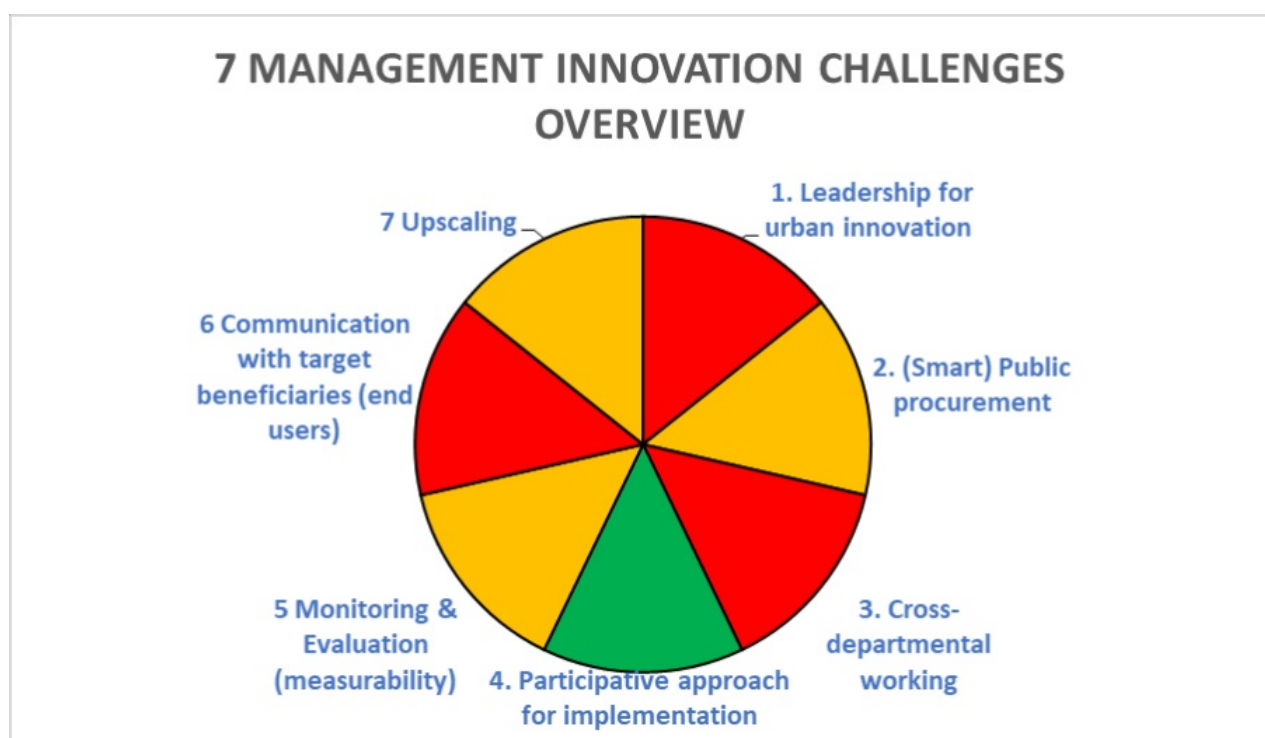 7 MANAGEMENT INNOVATION CHALLENGES
OVERVIEW
1. Leadership for
urban innovation
2. (Smart) Public
procurement
3. Cross-
departmental
working
4. Participative approach
for implementation
5 Monitoring &
Evaluation
(measurability)
6 Communication
with target
beneficiaries (end
users)
7 Upscaling